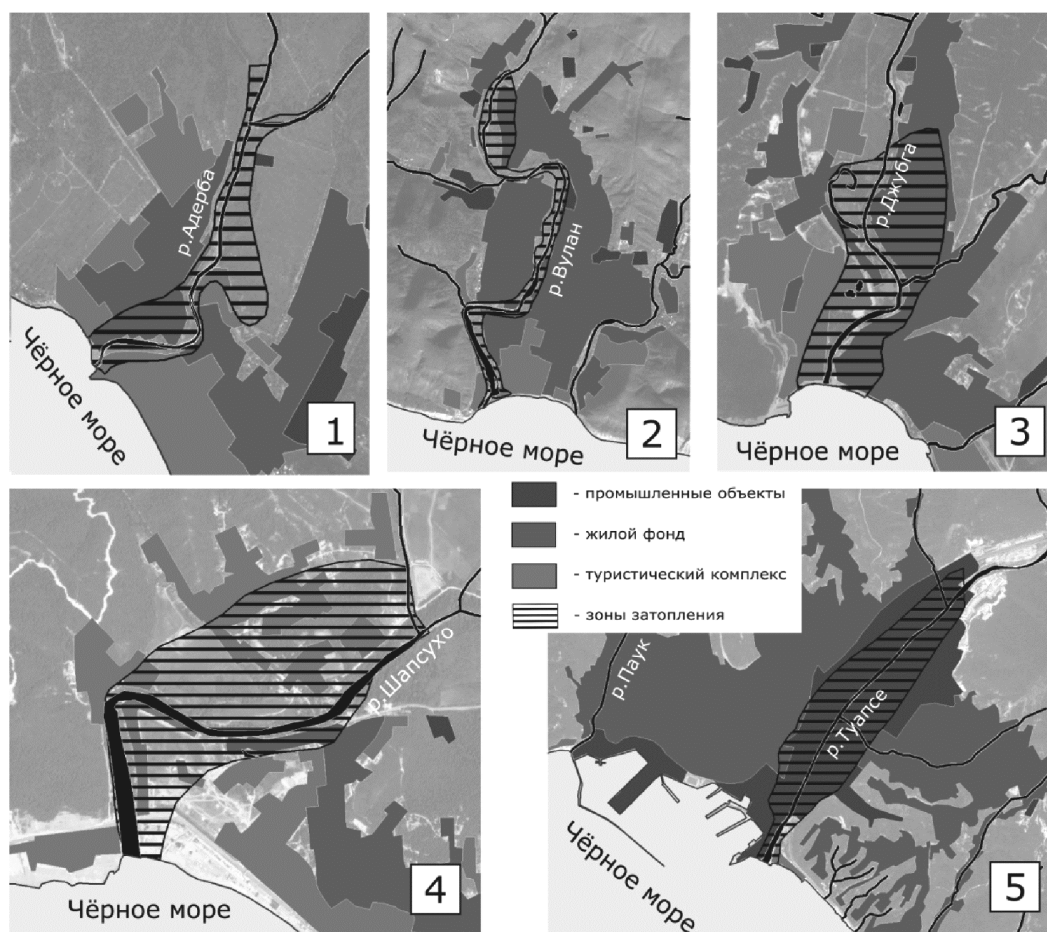 р.Адерба
Чёрное море
1
р.Вулан
Чёрное море
2
р.Джубга
Чёрное море
3
- промышленные объекты
- жилой фонд
- туристический комплекс
- зоны затопления
р.Шапсухо
Чёрное море
4
р.Паук
р.Туапсе
Чёрное море
5